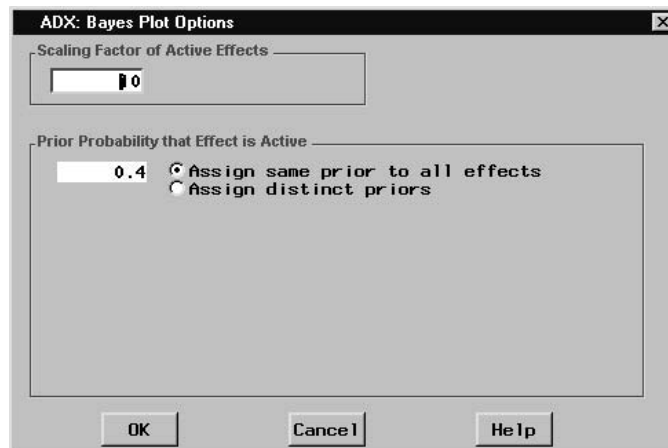 ADX: Bayes Plot Options
Scaling Factor of Active Effects
10
Prior Probability that Effect is Active
0.4 Assign same prior to all effects
Assign distinct priors
OK Cancel Help